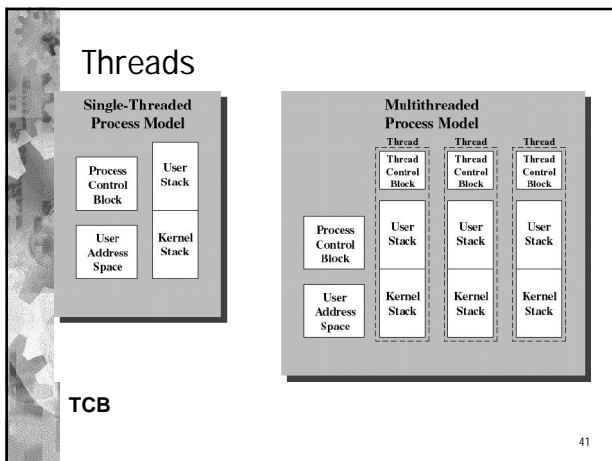 Threads
Single-Threaded
Process Model
Process
Control
Block
User
Stack
User
Address
Space
Kernel
Stack
Multithreaded
Process Model
Thread
Thread
Thread
Thread
Control
Block
Thread
Control
Block
Thread
Control
Block
Process
Control
Block
User
Stack
User
Stack
User
Stack
User
Address
Space
Kernel
Stack
Kernel
Stack
Kernel
Stack
TCB
41